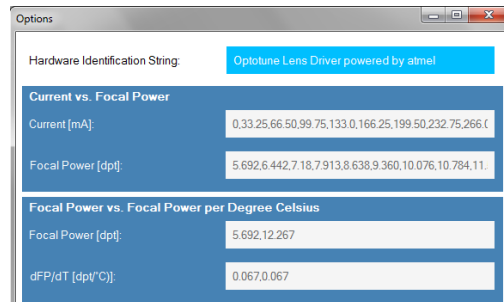 Options
Hardware Identification String: Optotune Lens Driver powered by atmel
Current vs. Focal Power
Current [mA]: 0,33.25,66.50,99.75,133.0,166.25,199.50,232.75,266.0
Focal Power [dpt]: 5.692,6.442,7.18,7.913,8.638,9.360,10.076,10.784,11.
Focal Power vs. Focal Power per Degree Celsius
Focal Power [dpt]: 5.692,12.267
dFP/dT [dpt/°C)]: 0.067,0.067